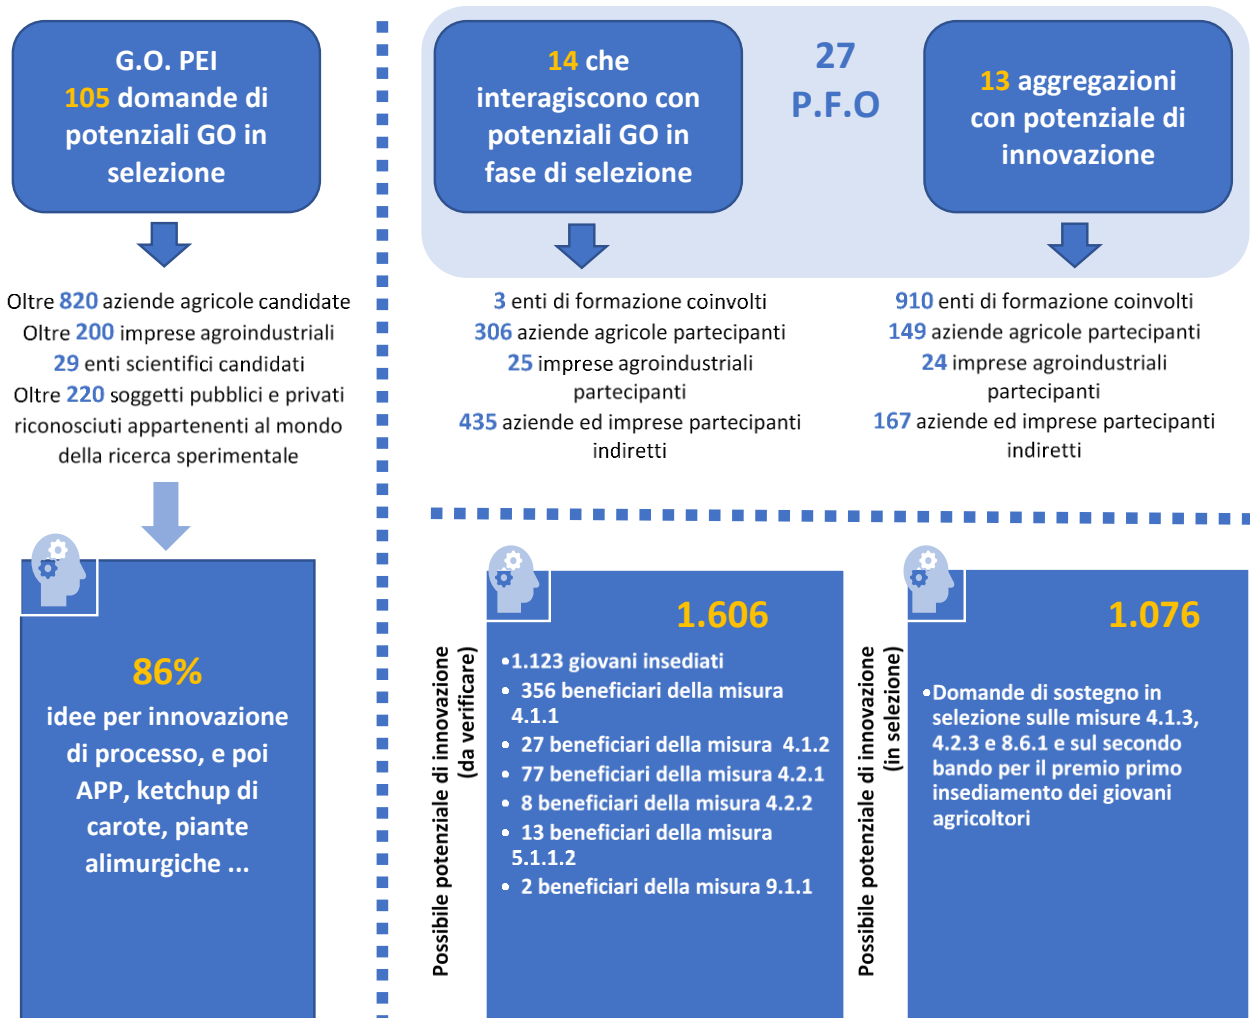 G.O. PEI
105 domande di
potenziali GO in
selezione
Oltre 820 aziende agricole candidate
Oltre 200 imprese agroindustriali
29 enti scientifici candidati
Oltre 220 soggetti pubblici e privati
riconosciuti appartenenti al mondo
della ricerca sperimentale
86%
idee per innovazione
di processo, e poi
APP, ketchup di
carote, piante
alimurgiche ...
27
P.F.O
14 che
interagiscono con
potenziali GO in
fase di selezione
3 enti di formazione coinvolti
306 aziende agricole partecipanti
25 imprese agroindustriali
partecipanti
435 aziende ed imprese partecipanti
indiretti
13 aggregazioni
con potenziale di
innovazione
910 enti di formazione coinvolti
149 aziende agricole partecipanti
24 imprese agroindustriali
partecipanti
167 aziende ed imprese partecipanti
indiretti
Possibile potenziale di innovazione
(da verificare)
1.606
•1.123 giovani insediati
• 356 beneficiari della misura
4.1.1
• 27 beneficiari della misura 4.1.2
• 77 beneficiari della misura 4.2.1
• 8 beneficiari della misura 4.2.2
• 13 beneficiari della misura
5.1.1.2
• 2 beneficiari della misura 9.1.1
Possibile potenziale di innovazione
(in selezione)
1.076
•Domande di sostegno in
selezione sulle misure 4.1.3,
4.2.3 e 8.6.1 e sul secondo
bando per il premio primo
insediamento dei giovani
agricoltori